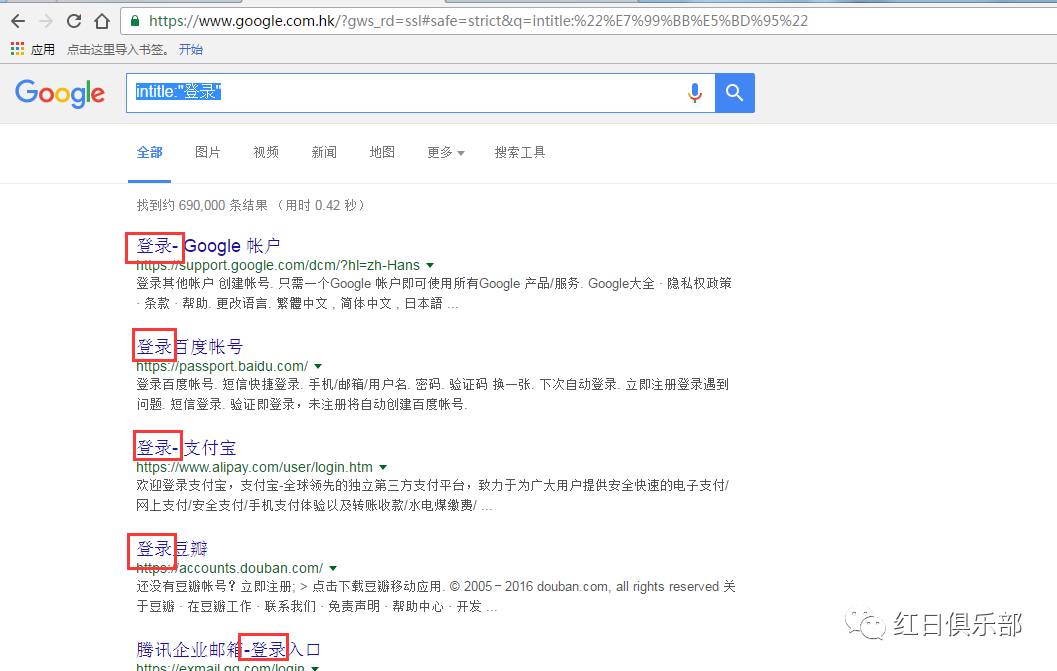 https://www.google.com.hk/?gws_rd=ssl#safe=strict&q=intitle:%22%E7%99%BB%E5%BD%95%22
应用 点击这里导入书签。 开始
Google intitle:"登录"
全部 图片 视频 新闻 地图 更多 搜索工具
找到约 690,000 条结果 （用时 0.42 秒）
登录- Google 帐户
https://support.google.com/dcm/?hl=zh-Hans
登录其他帐户 创建帐号. 只需一个Google 帐户即可使用所有Google 产品/服务. Google大全 · 隐私权政策
· 条款 · 帮助. 更改语言. 繁體中文 , 简体中文 , 日本語 ...
登录百度帐号
https://passport.baidu.com/
登录百度帐号. 短信快捷登录. 手机/邮箱/用户名. 密码. 验证码 换一张. 下次自动登录. 立即注册登录遇到
问题. 短信登录. 验证即登录，未注册将自动创建百度帐号.
登录- 支付宝
https://www.alipay.com/user/login.htm
欢迎登录支付宝，支付宝-全球领先的独立第三方支付平台，致力于为广大用户提供安全快速的电子支付/
网上支付/安全支付/手机支付体验以及转账收款/水电煤缴费/ ...
登录豆瓣
https://accounts.douban.com/
还没有豆瓣帐号？立即注册; > 点击下载豆瓣移动应用. © 2005－2016 douban.com, all rights reserved 关
于豆瓣 · 在豆瓣工作 · 联系我们 · 免责声明 · 帮助中心 · 开发 ...
腾讯企业邮箱-登录入口
https://exmail.qq.com/login
红日俱乐部